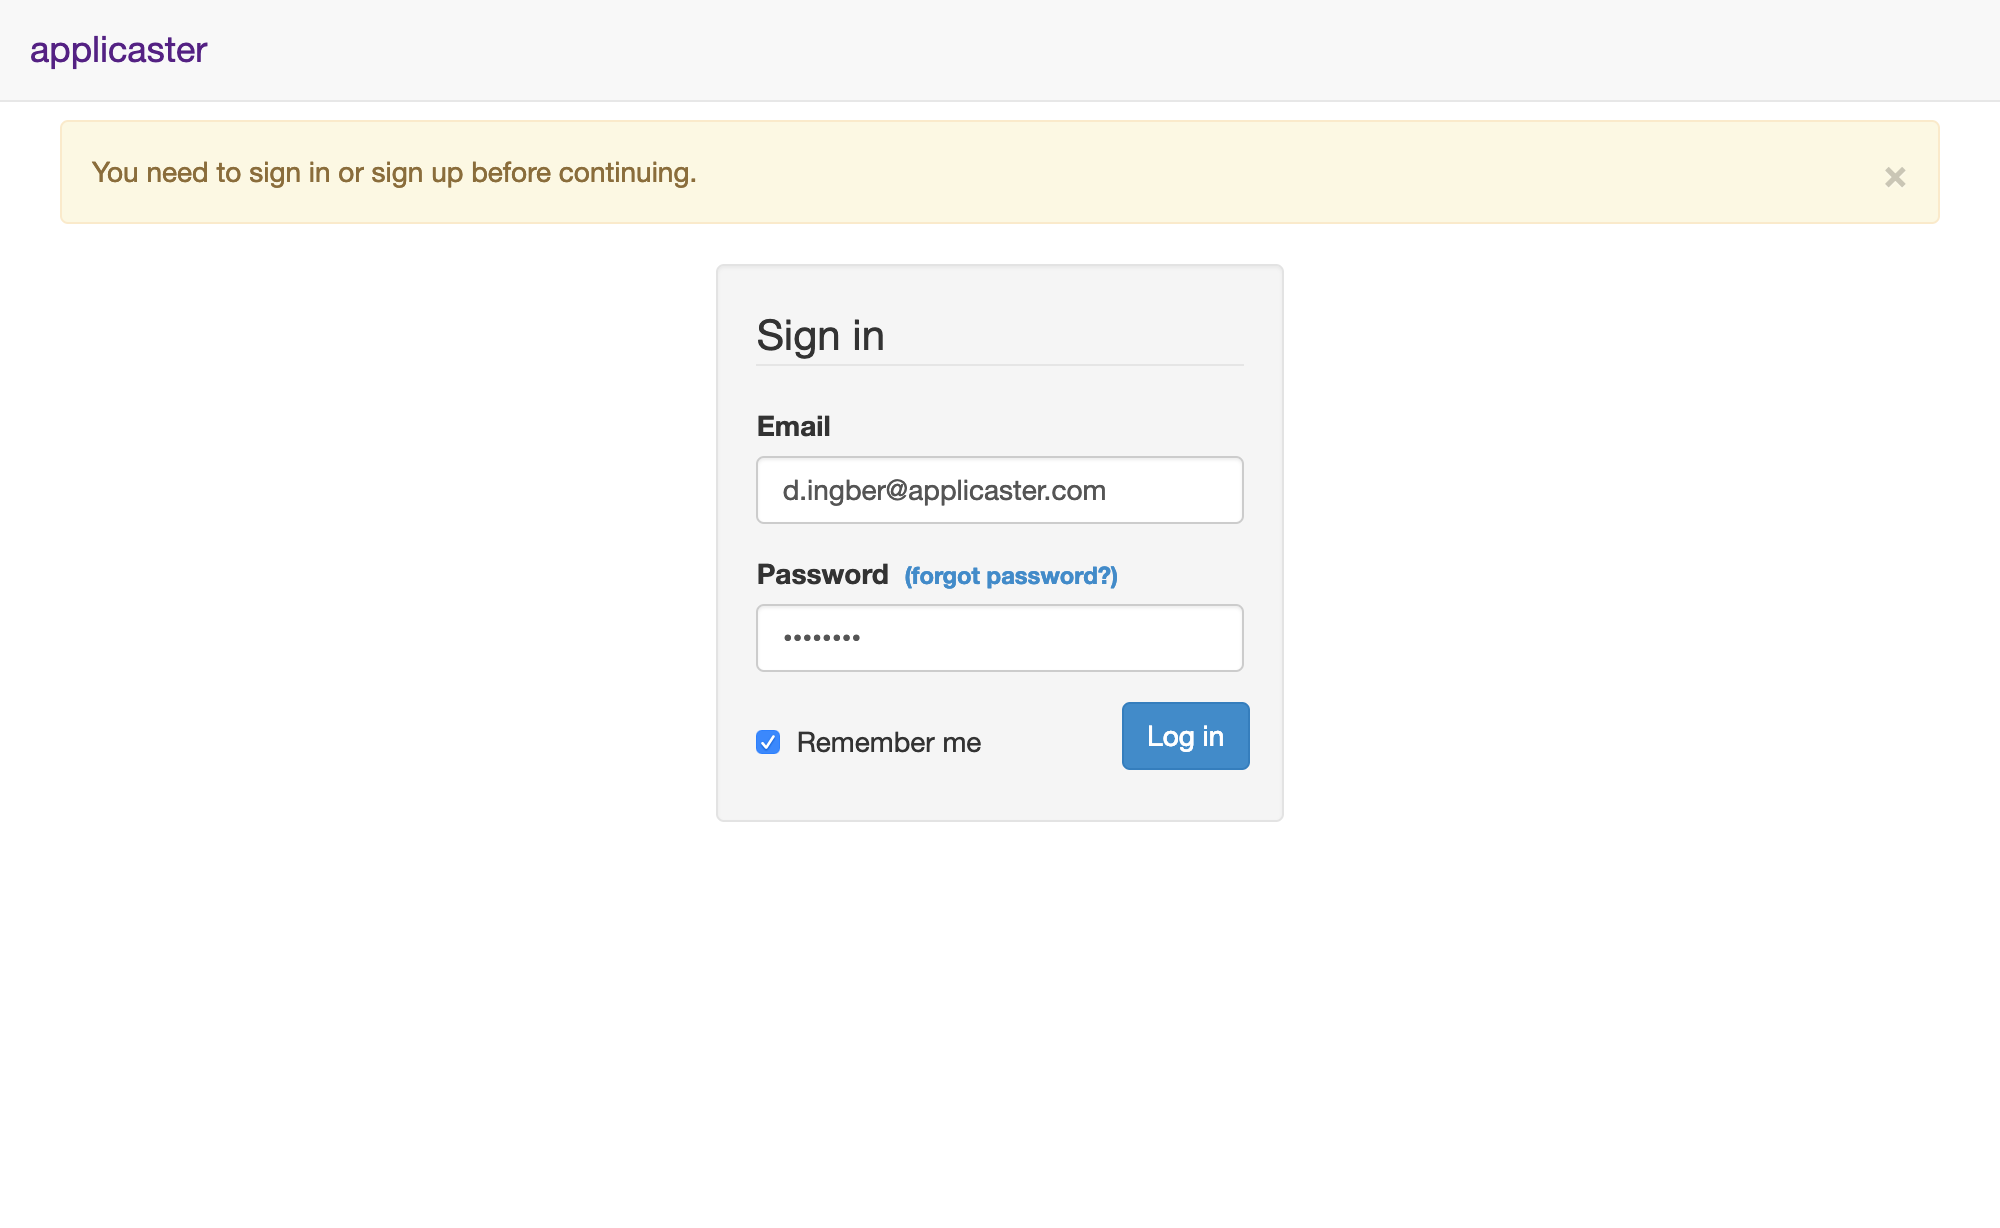 applicaster
You need to sign in or sign up before continuing.
×
Sign in
Email
d.ingber@applicaster.com
Password (forgot password?)
••••••••
Remember me
Log in